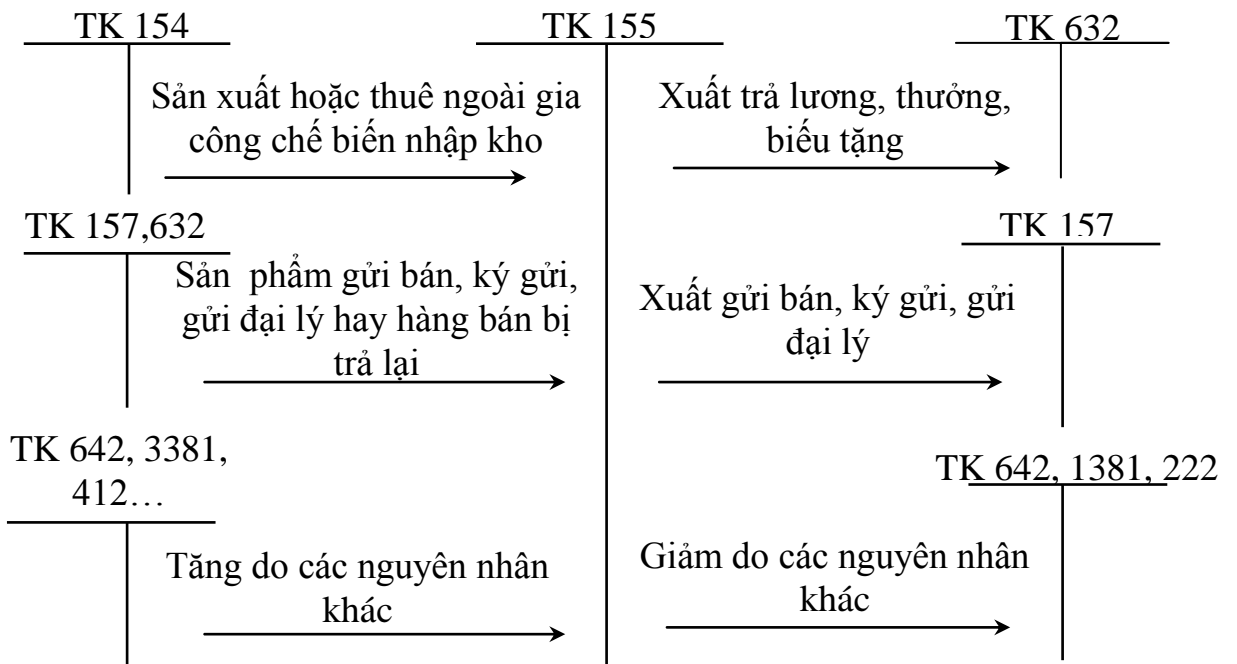 TK 154
TK 155
TK 632
Sản xuất hoặc thuê ngoài gia
công chế biến nhập kho
Xuất trả lương, thưởng,
biếu tặng
TK 157,632
TK 157
Sản phẩm gửi bán, ký gửi,
gửi đại lý hay hàng bán bị
trả lại
Xuất gửi bán, ký gửi, gửi
đại lý
TK 642, 3381,
412…
TK 642, 1381, 222
Tăng do các nguyên nhân
khác
Giảm do các nguyên nhân
khác